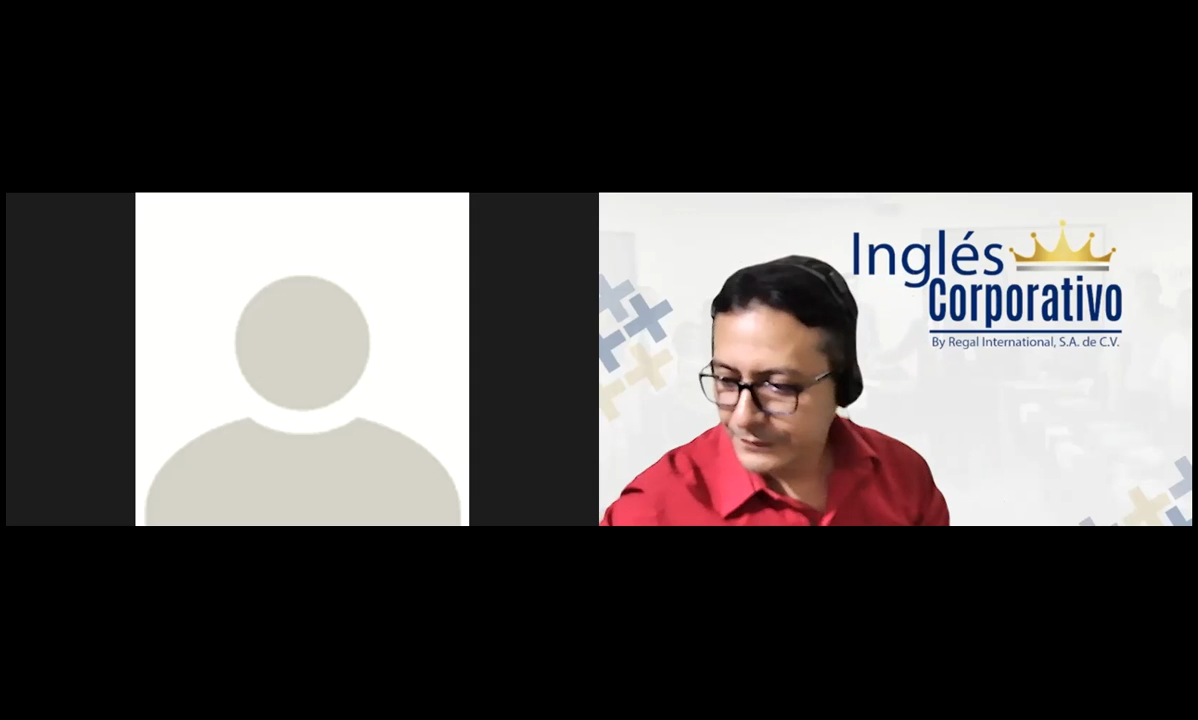 Inglés
Corporativo
By Regal International, S.A. de C.V.